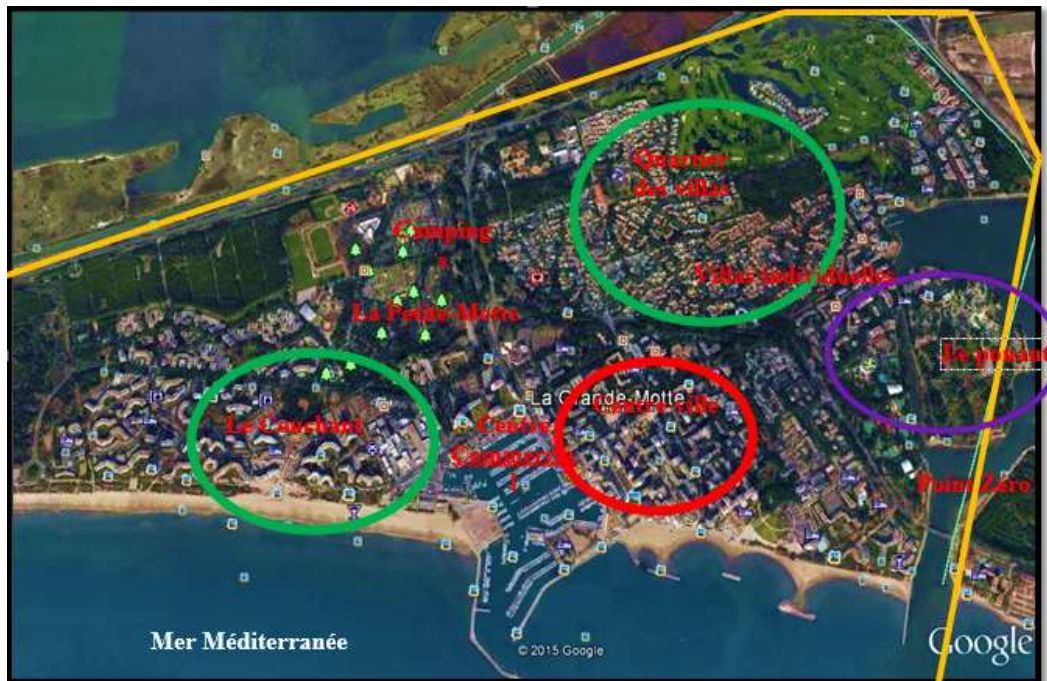 Quartier
des villas
Camping
s
Villas individuelles
La Petite-Motte
Le ponant
La Grande-Motte
Centre-ville
Le Couchant
Centre
Commercia
l
Point Zéro
Mer Méditerranée
© 2015 Google
Google